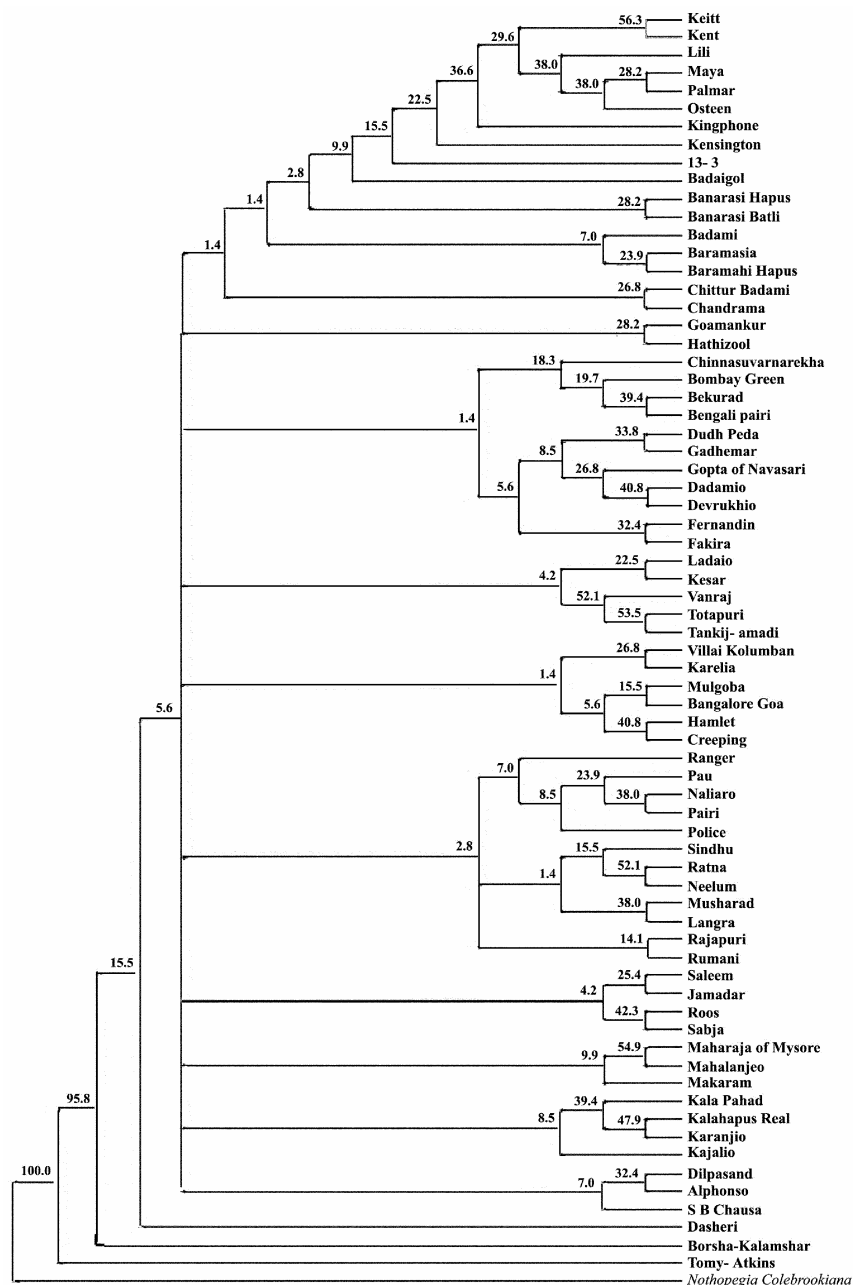 56.3 Keitt
29.6 Kent
Lili
38.0 28.2 Maya
36.6 38.0 Palmar
Osteen
22.5 Kingphone
15.5 Kensington
9.9 13- 3
2.8 Badaigol
1.4 28.2 Banarasi Hapus
Banarasi Batli
7.0 Badami
1.4 23.9 Baramasia
Baramahi Hapus
26.8 Chittur Badami
Chandrama
28.2 Goamankur
Hathizool
18.3 Chinnasuvarnarekha
19.7 Bombay Green
39.4 Bekurad
1.4 Bengali pairi
33.8 Dudh Peda
8.5 Gadhemar
26.8 Gopta of Navasari
5.6 40.8 Dadamio
Devrukhio
32.4 Fernandin
Fakira
22.5 Ladaio
4.2 Kesar
52.1 Vanraj
53.5 Totapuri
Tankij- amadi
26.8 Villai Kolumban
1.4 Karelia
15.5 Mulgoba
5.6 5.6 Bangalore Goa
40.8 Hamlet
Creeping
Ranger
7.0 23.9 Pau
8.5 38.0 Naliaro
Pairi
Police
2.8 15.5 Sindhu
1.4 52.1 Ratna
Neelum
38.0 Musharad
Langra
14.1 Rajapuri
Rumani
15.5 25.4 Saleem
4.2 Jamadar
42.3 Roos
Sabja
54.9 Maharaja of Mysore
9.9 Mahalanjeo
Makaram
95.8 39.4 Kala Pahad
8.5 47.9 Kalahapus Real
Karanjio
Kajalio
100.0 32.4 Dilpasand
7.0 Alphonso
S B Chausa
Dasheri
Borsha-Kalamshar
Tomy- Atkins
Nothopegia Colebrookiana